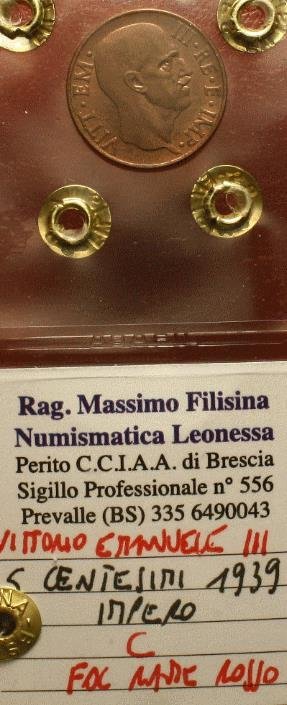 VITT·EM·III·RE·E·IMP·
Rag. Massimo Filisina
Numismatica Leonessa
Perito C.C.I.A.A. di Brescia
Sigillo Professionale n° 556
Prevalle (BS) 335 6490043
VITTORIO EMANUELE III
5 CENTESIMI 1939
IMPERO
C
FDC RAME ROSSO